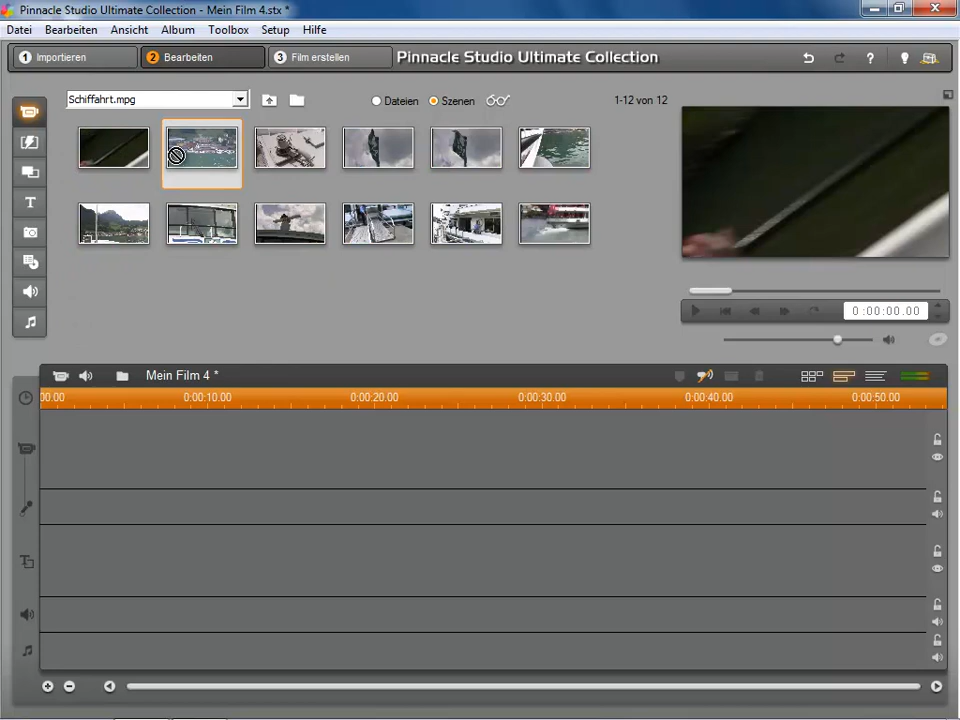 Pinnacle Studio Ultimate Collection - Mein Film 4.stx *
Datei Bearbeiten Ansicht Album Toolbox Setup Hilfe
1 Importieren 2 Bearbeiten 3 Film erstellen Pinnacle Studio Ultimate Collection
Schiffahrt.mpg Dateien Szenen 1-12 von 12
0:00:00.00
Mein Film 4 *
00.00 0:00:10.00 0:00:20.00 0:00:30.00 0:00:40.00 0:00:50.00